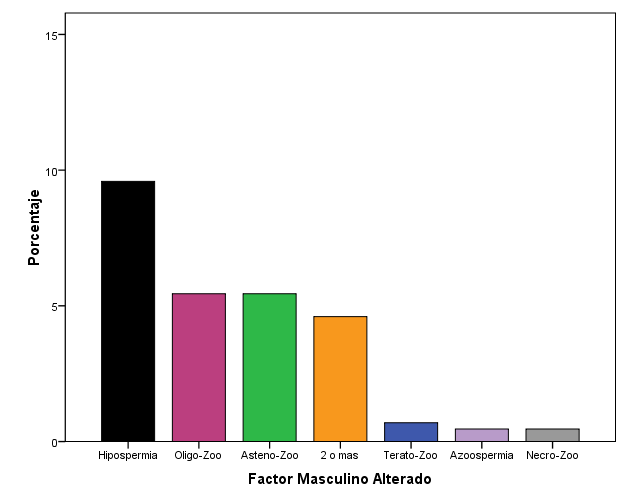 Porcentaje
15
10
5
0
Hipospermia Oligo-Zoo Asteno-Zoo 2 o mas Terato-Zoo Azoospermia Necro-Zoo
Factor Masculino Alterado